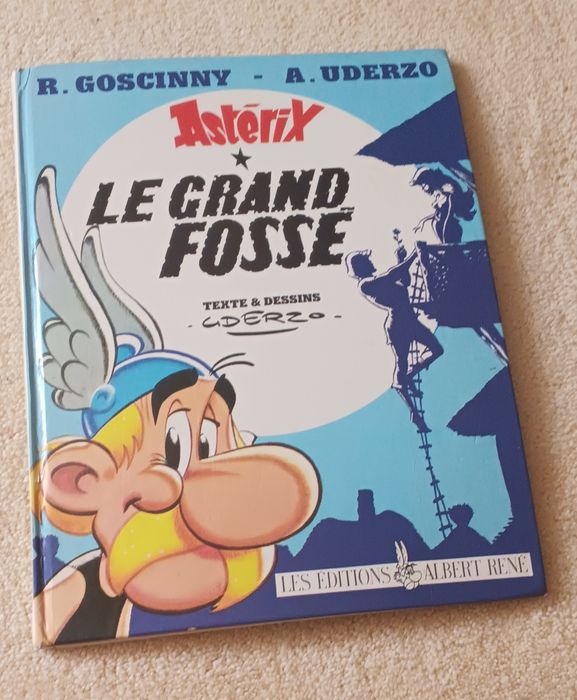 R. GOSCINNY - A. UDERZO
Astérix
LE GRAND
FOSSÉ
TEXTE & DESSINS
- UDERZO -
LES EDITIONS ALBERT RENÉ